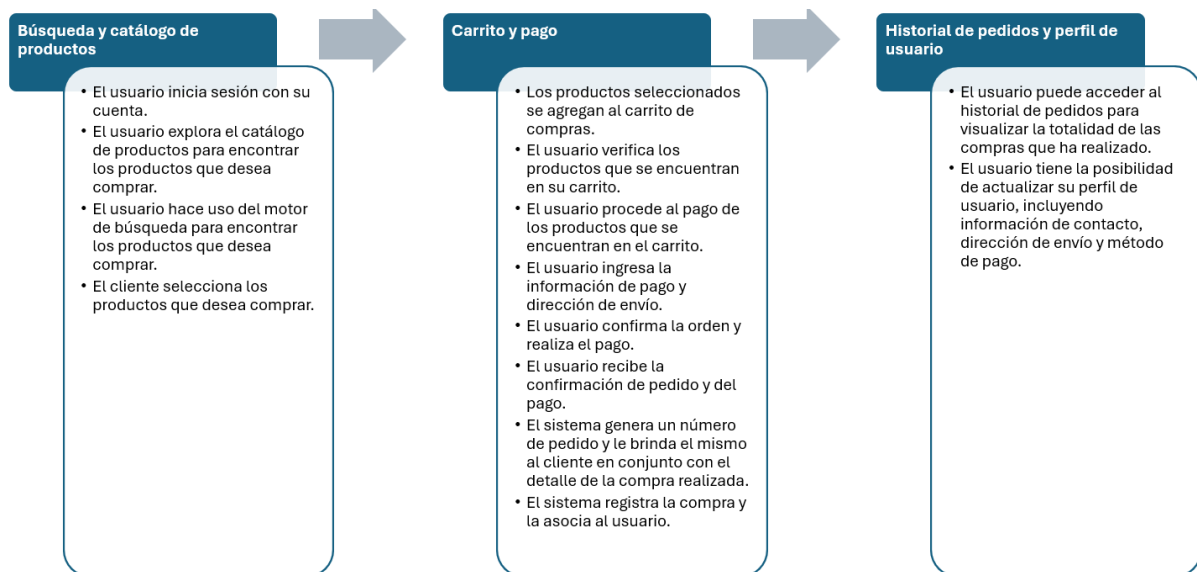 Búsqueda y catálogo de
productos
• El usuario inicia sesión con su
cuenta.
• El usuario explora el catálogo
de productos para encontrar
los productos que desea
comprar.
• El usuario hace uso del motor
de búsqueda para encontrar
los productos que desea
comprar.
• El cliente selecciona los
productos que desea comprar.
Carrito y pago
• Los productos seleccionados
se agregan al carrito de
compras.
• El usuario verifica los
productos que se encuentran
en su carrito.
• El usuario procede al pago de
los productos que se
encuentran en el carrito.
• El usuario ingresa la
información de pago y
dirección de envío.
• El usuario confirma la orden y
realiza el pago.
• El usuario recibe la
confirmación de pedido y del
pago.
• El sistema genera un número
de pedido y le brinda el mismo
al cliente en conjunto con el
detalle de la compra realizada.
• El sistema registra la compra y
la asocia al usuario.
Historial de pedidos y perfil de
usuario
• El usuario puede acceder al
historial de pedidos para
visualizar la totalidad de las
compras que ha realizado.
• El usuario tiene la posibilidad
de actualizar su perfil de
usuario, incluyendo
información de contacto,
dirección de envío y método
de pago.